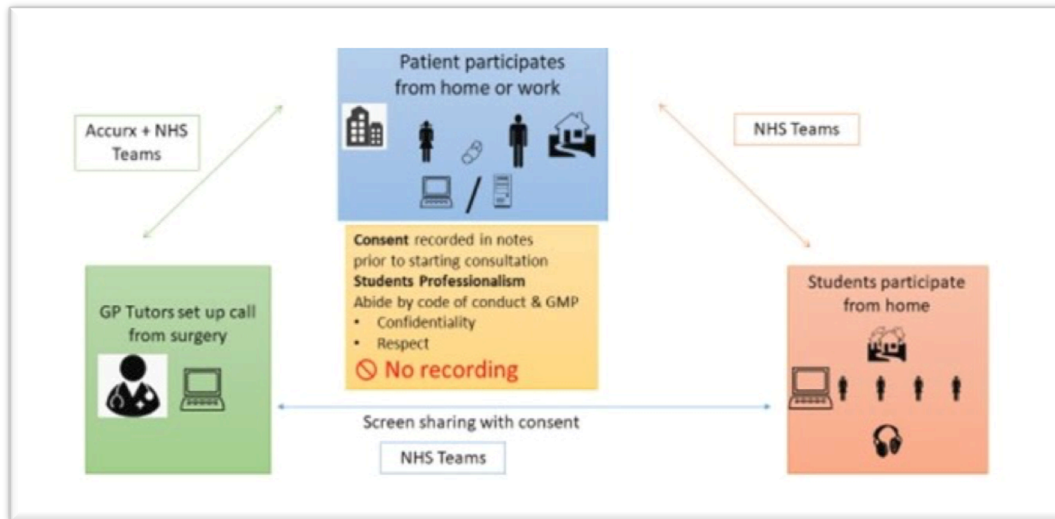 Patient participates
from home or work
Accurx + NHS
Teams
NHS Teams
Consent recorded in notes
prior to starting consultation
Students Professionalism
Abide by code of conduct & GMP
• Confidentiality
• Respect
No recording
GP Tutors set up call
from surgery
Students participate
from home
Screen sharing with consent
NHS Teams